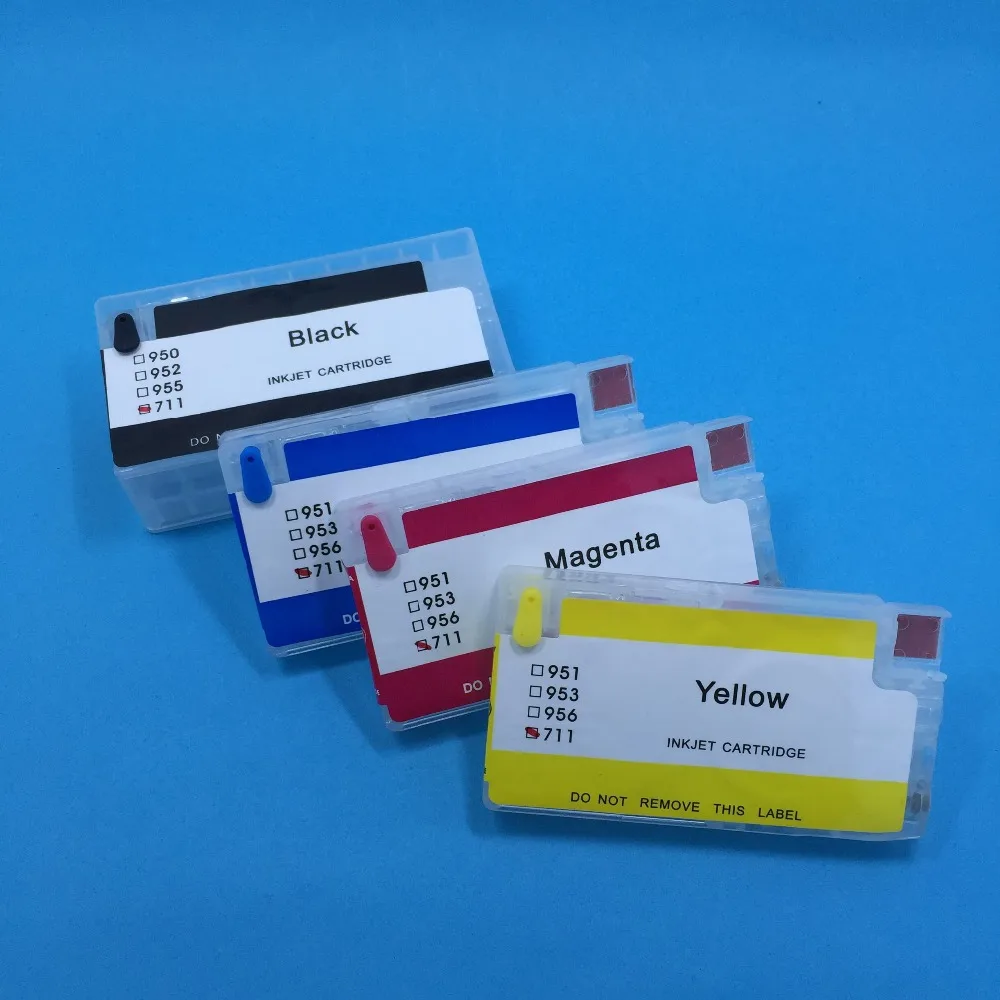 Black
950
952
955
711
INKJET CARTRIDGE
DO
951
953
956
711
DO
Magenta
951
953
956
711
DO
Yellow
951
953
956
711
INKJET CARTRIDGE
DO NOT REMOVE THIS LABEL